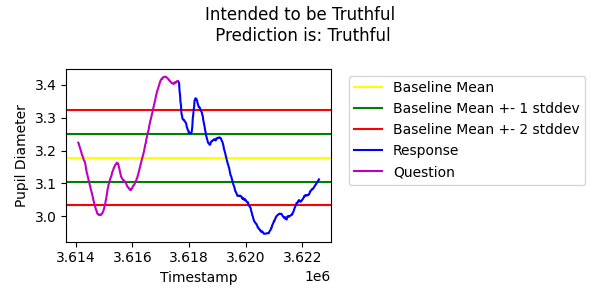 Intended to be Truthful
Prediction is: Truthful
3.4
3.3
3.2
3.1
3.0
Pupil Diameter
3.614
3.616
3.618
3.620
3.622
1e6
Timestamp
Baseline Mean
Baseline Mean +- 1 stddev
Baseline Mean +- 2 stddev
Response
Question